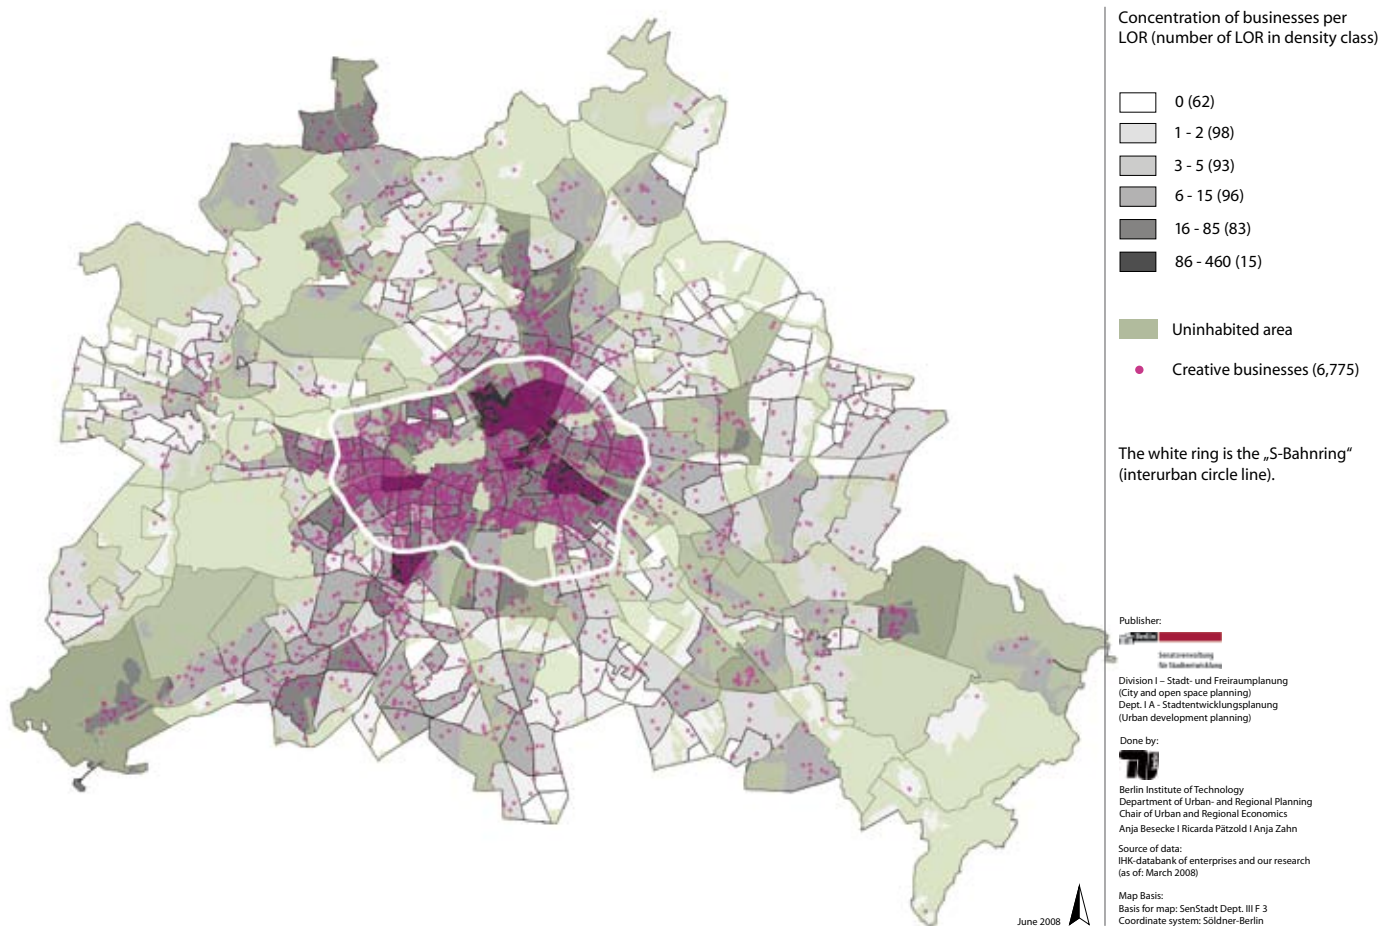 Concentration of businesses per
LOR (number of LOR in density class)
0 (62)
1 - 2 (98)
3 - 5 (93)
6 - 15 (96)
16 - 85 (83)
86 - 460 (15)
Uninhabited area
Creative businesses (6,775)
The white ring is the „S-Bahnring“
(interurban circle line).
Publisher:
Berlin
Senatsverwaltung
für Stadtentwicklung
Division I – Stadt- und Freiraumplanung
(City and open space planning)
Dept. I A - Stadtentwicklungsplanung
(Urban development planning)
Done by:
Berlin Institute of Technology
Department of Urban- and Regional Planning
Chair of Urban and Regional Economics
Anja Besecke I Ricarda Pätzold I Anja Zahn
Source of data:
IHK-databank of enterprises and our research
(as of: March 2008)
Map Basis:
Basis for map: SenStadt Dept. III F 3
Coordinate system: Söldner-Berlin
June 2008